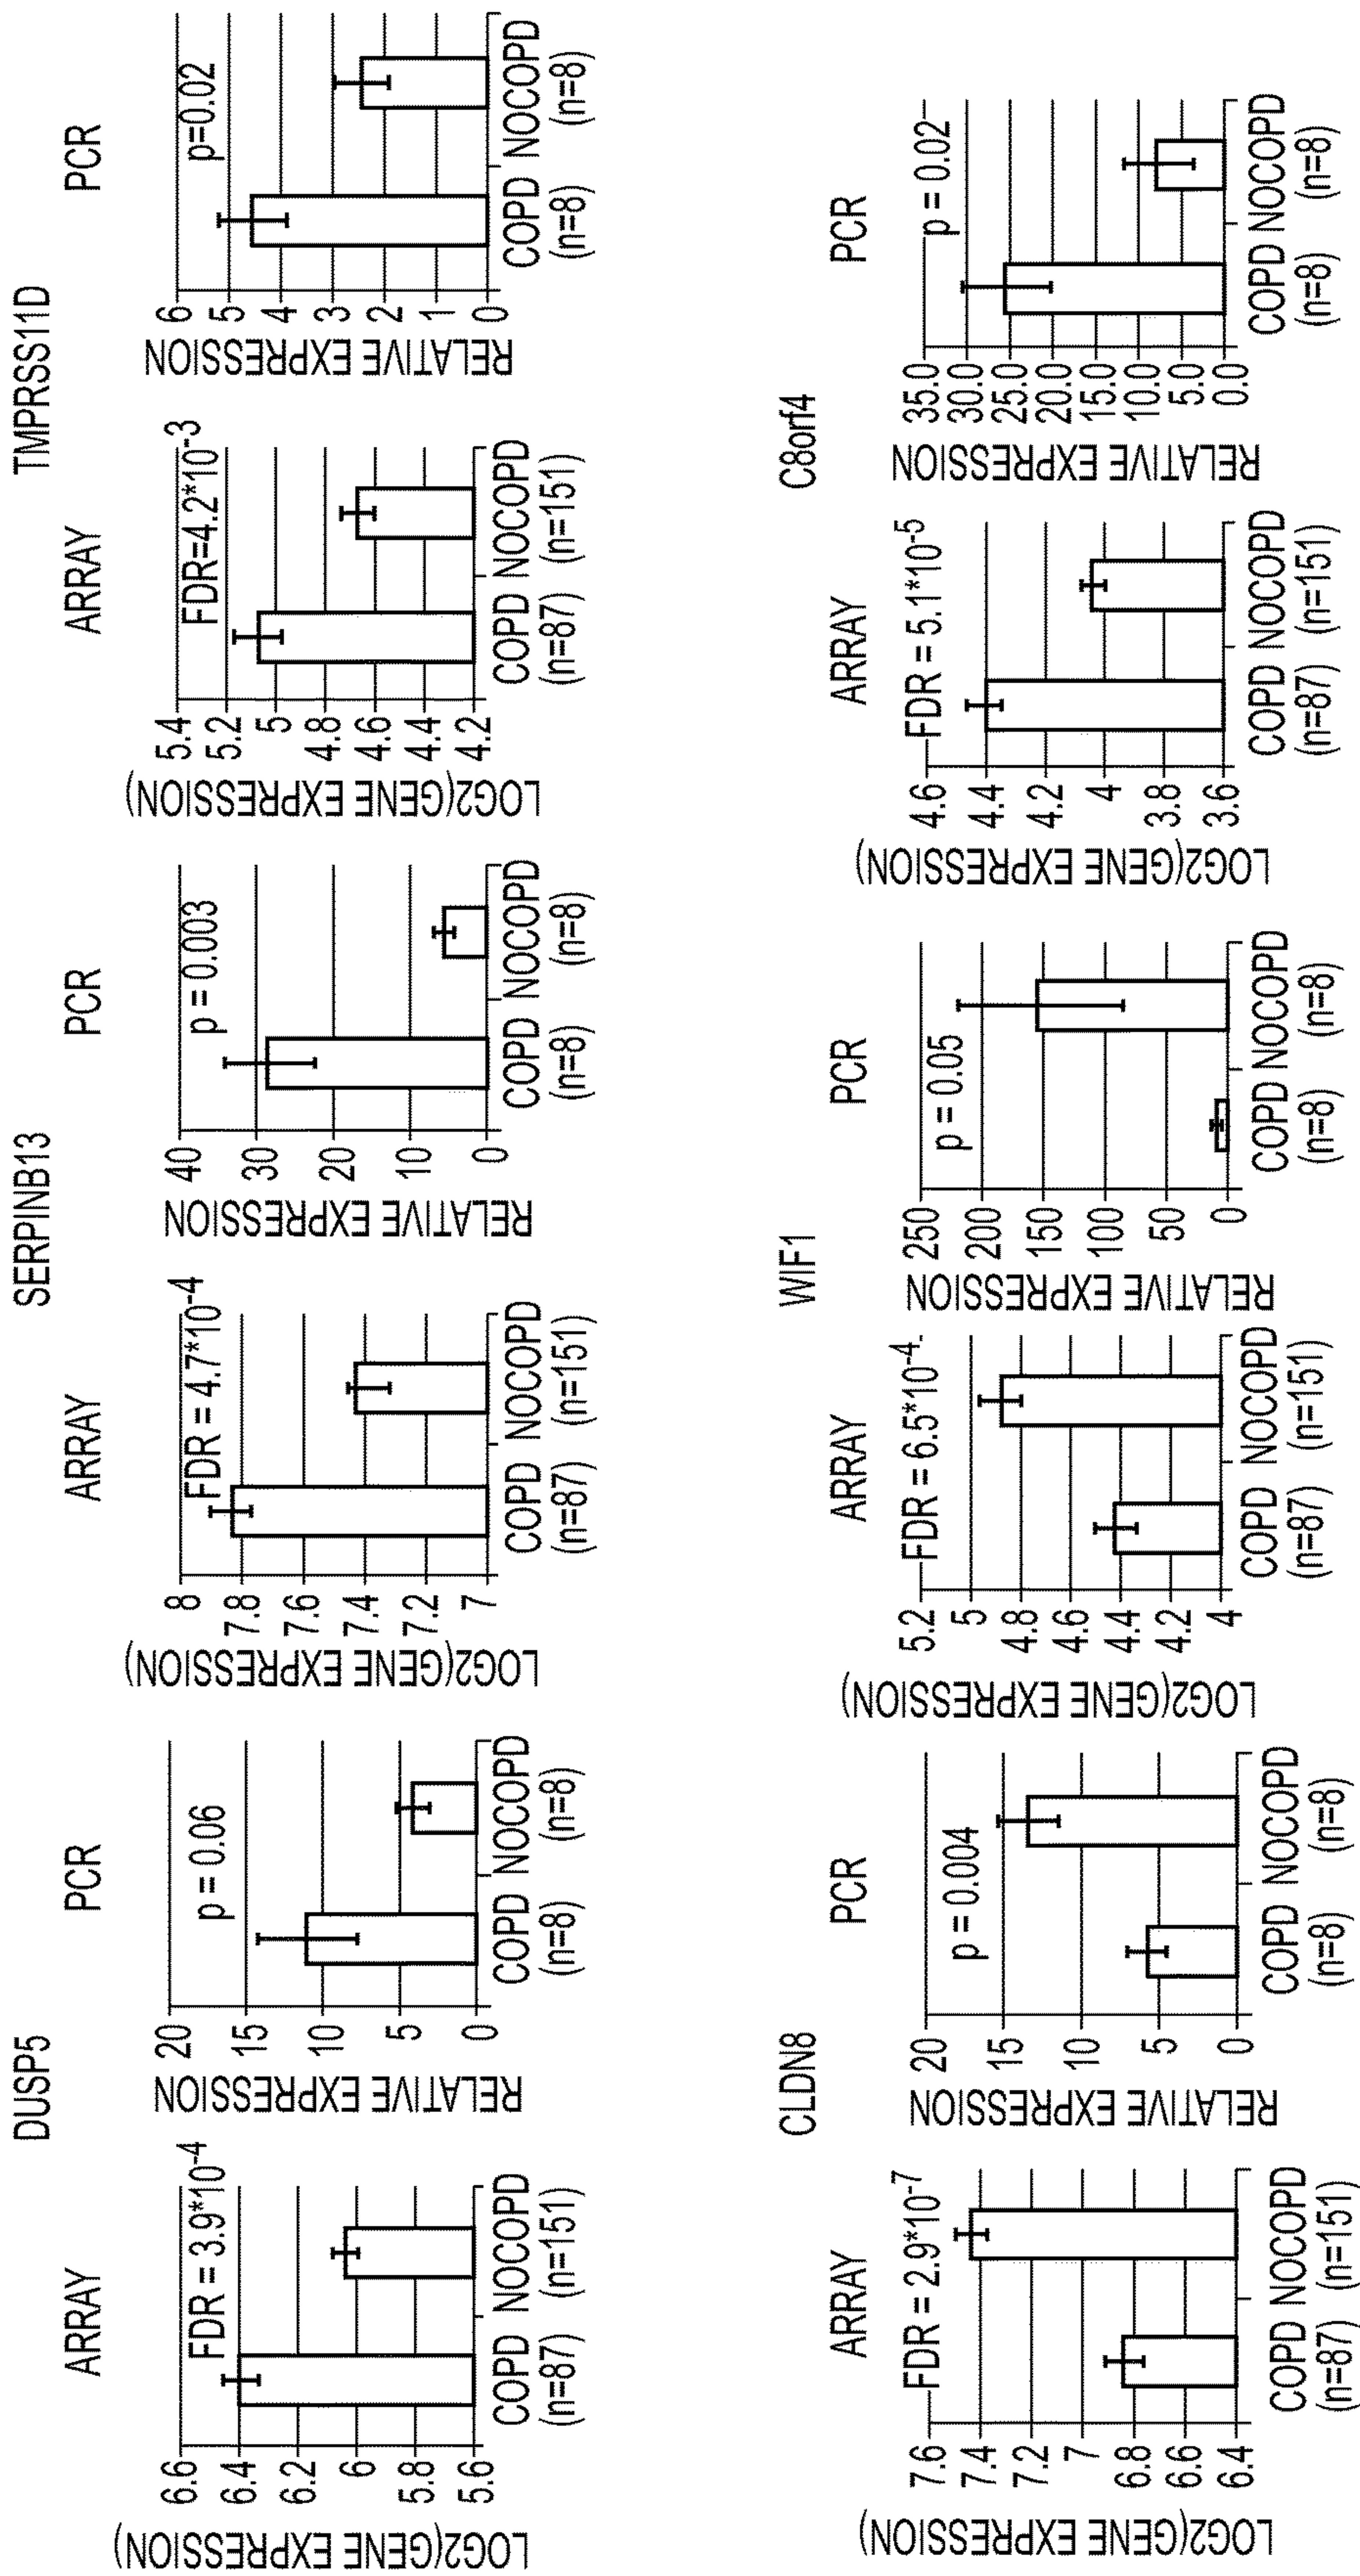 DUSP5
ARRAY
FDR = 3.9*10-4
LOG2(GENE EXPRESSION)
6.6
6.4
6.2
6
5.8
5.6
COPD NOCOPD
(n=87) (n=151)
PCR
p = 0.06
RELATIVE EXPRESSION
20
15
10
5
0
COPD NOCOPD
(n=8) (n=8)
SERPINB13
ARRAY
FDR = 4.7*10-4
LOG2(GENE EXPRESSION)
8
7.8
7.6
7.4
7.2
7
COPD NOCOPD
(n=87) (n=151)
PCR
p = 0.003
RELATIVE EXPRESSION
40
30
20
10
0
COPD NOCOPD
(n=8) (n=8)
TMPRSS11D
ARRAY
FDR=4.2*10-3
LOG2(GENE EXPRESSION)
5.4
5.2
5
4.8
4.6
4.4
4.2
COPD NOCOPD
(n=87) (n=151)
PCR
p=0.02
RELATIVE EXPRESSION
6
5
4
3
2
1
0
COPD NOCOPD
(n=8) (n=8)
CLDN8
ARRAY
FDR = 2.9*10-7
LOG2(GENE EXPRESSION)
7.6
7.4
7.2
7
6.8
6.6
6.4
COPD NOCOPD
(n=87) (n=151)
PCR
p = 0.004
RELATIVE EXPRESSION
20
15
10
5
0
COPD NOCOPD
(n=8) (n=8)
WIF1
ARRAY
FDR = 6.5*10-4
LOG2(GENE EXPRESSION)
5.2
5
4.8
4.6
4.4
4.2
4
COPD NOCOPD
(n=87) (n=151)
PCR
p = 0.05
RELATIVE EXPRESSION
250
200
150
100
50
0
COPD NOCOPD
(n=8) (n=8)
C8orf4
ARRAY
FDR = 5.1*10-5
LOG2(GENE EXPRESSION)
4.6
4.4
4.2
4
3.8
3.6
COPD NOCOPD
(n=87) (n=151)
PCR
p = 0.02
RELATIVE EXPRESSION
35.0
30.0
25.0
20.0
15.0
10.0
5.0
0.0
COPD NOCOPD
(n=8) (n=8)